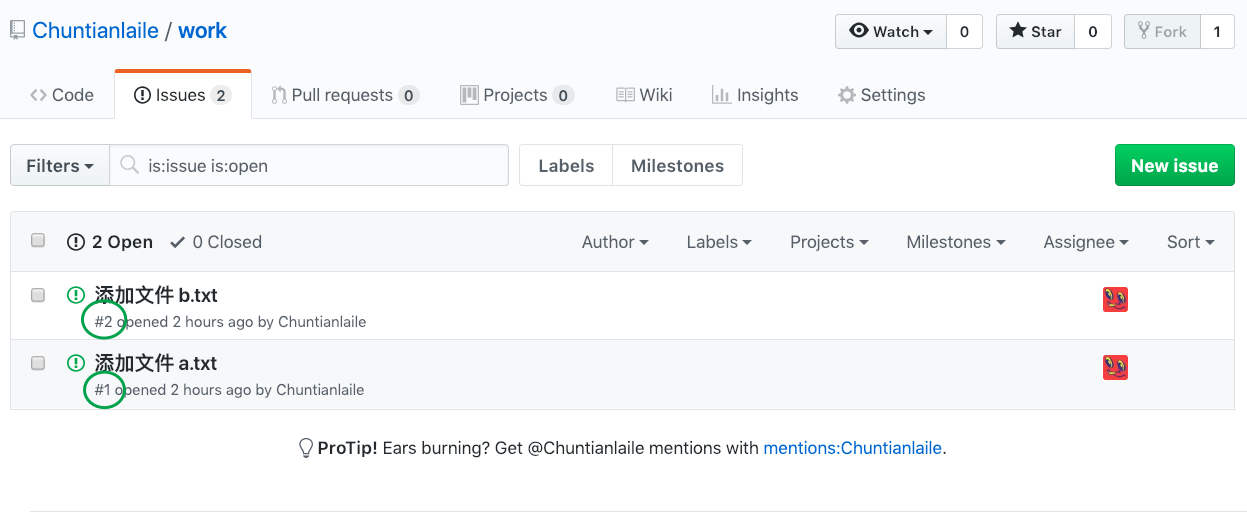 Chuntianlaile / work
Watch 0 Star 0 Fork 1
Code Issues 2 Pull requests 0 Projects 0 Wiki Insights Settings
Filters is:issue is:open Labels Milestones New issue
2 Open 0 Closed Author Labels Projects Milestones Assignee Sort
添加文件 b.txt
#2 opened 2 hours ago by Chuntianlaile
添加文件 a.txt
#1 opened 2 hours ago by Chuntianlaile
ProTip! Ears burning? Get @Chuntianlaile mentions with mentions:Chuntianlaile.